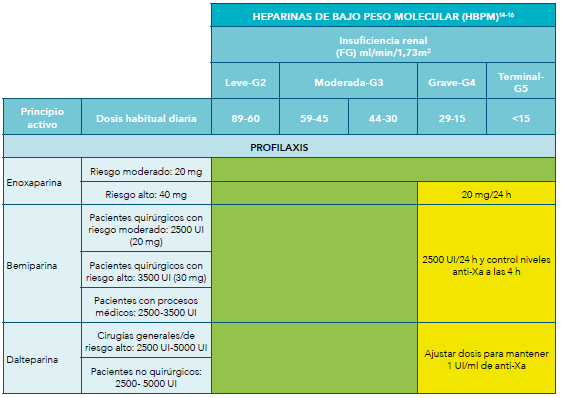 HEPARINAS DE BAJO PESO MOLECULAR (HBPM)14-16
Insuficiencia renal
(FG) ml/min/1,73m²
Leve-G2
Moderada-G3
Grave-G4
Terminal-
G5
Principio
activo
Dosis habitual diaria
89-60
59-45
44-30
29-15
<15
PROFILAXIS
Enoxaparina
Riesgo moderado: 20 mg
Riesgo alto: 40 mg
20 mg/24 h
Bemiparina
Pacientes quirúrgicos con
riesgo moderado: 2500 UI
(20 mg)
Pacientes quirúrgicos con
riesgo alto: 3500 UI (30 mg)
Pacientes con procesos
médicos: 2500-3500 UI
2500 UI/24 h y control niveles
anti-Xa a las 4 h
Dalteparina
Cirugías generales/de
riesgo alto: 2500 UI-5000 UI
Pacientes no quirúrgicos:
2500- 5000 UI
Ajustar dosis para mantener
1 UI/ml de anti-Xa